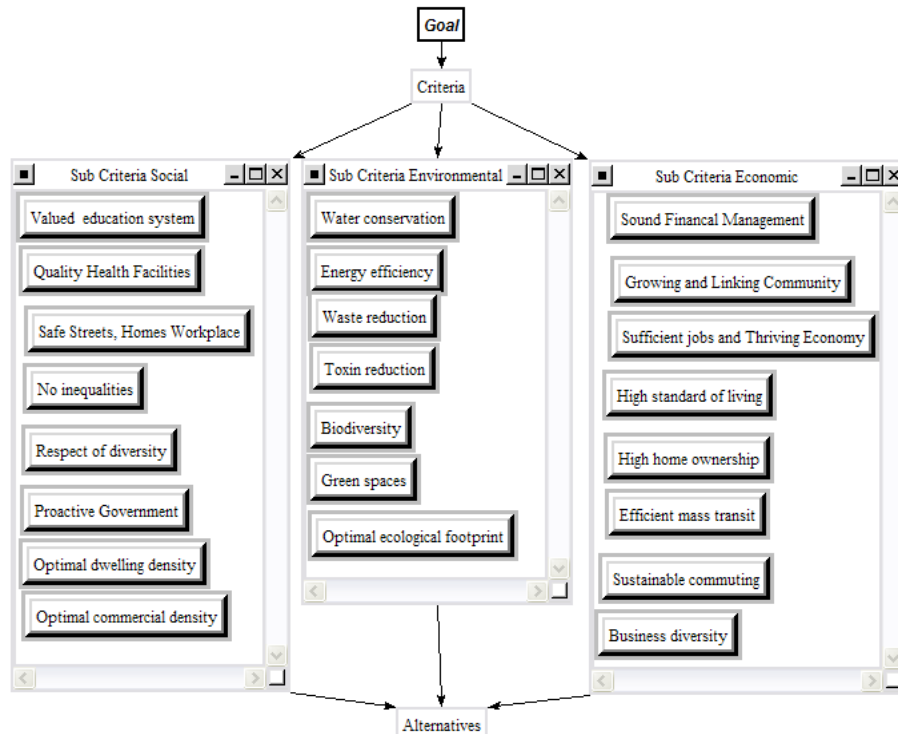 Goal
Criteria
Sub Criteria Social
Valued education system
Quality Health Facilities
Safe Streets, Homes Workplace
No inequalities
Respect of diversity
Proactive Government
Optimal dwelling density
Optimal commercial density
Sub Criteria Environmental
Water conservation
Energy efficiency
Waste reduction
Toxin reduction
Biodiversity
Green spaces
Optimal ecological footprint
Sub Criteria Economic
Sound Financal Management
Growing and Linking Community
Sufficient jobs and Thriving Economy
High standard of living
High home ownership
Efficient mass transit
Sustainable commuting
Business diversity
Alternatives